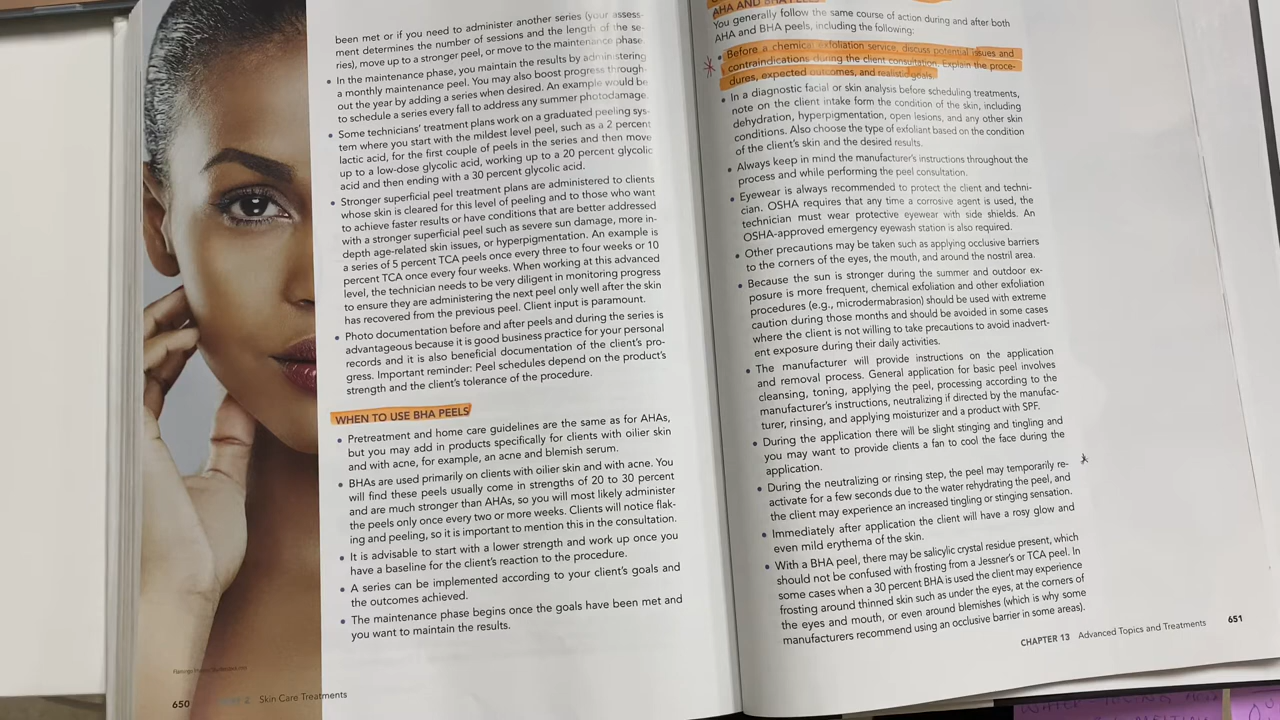 been met or if you need to administer another series (your assess-
ment determines the number of sessions and the length of the se-
ries), move up to a stronger peel, or move to the maintenance phase.
• In the maintenance phase, you maintain the results by administering
a monthly maintenance peel. You may also boost progress through-
out the year by adding a series when desired. An example would be
to schedule a series every fall to address any summer photodamage.
• Some technicians' treatment plans work on a graduated peeling sys-
tem where you start with the mildest level peel, such as a 2 percent
lactic acid, for the first couple of peels in the series and then move
up to a low-dose glycolic acid, working up to a 20 percent glycolic
acid and then ending with a 30 percent glycolic acid.
• Stronger superficial peel treatment plans are administered to clients
whose skin is cleared for this level of peeling and to those who want
to achieve faster results or have conditions that are better addressed
with a stronger superficial peel such as severe sun damage, more in-
depth age-related skin issues, or hyperpigmentation. An example is
a series of 5 percent TCA peels once every three to four weeks or 10
percent TCA once every four weeks. When working at this advanced
level, the technician needs to be very diligent in monitoring progress
to ensure they are administering the next peel only well after the skin
has recovered from the previous peel. Client input is paramount.
• Photo documentation before and after peels and during the series is
advantageous because it is good business practice for your personal
records and it is also beneficial documentation of the client's pro-
gress. Important reminder: Peel schedules depend on the product's
strength and the client's tolerance of the procedure.
WHEN TO USE BHA PEELS
• Pretreatment and home care guidelines are the same as for AHAs,
but you may add in products specifically for clients with oilier skin
and with acne, for example, an acne and blemish serum.
• BHAs are used primarily on clients with oilier skin and with acne. You
will find these peels usually come in strengths of 20 to 30 percent
and are much stronger than AHAs, so you will most likely administer
the peels only once every two or more weeks. Clients will notice flak-
ing and peeling, so it is important to mention this in the consultation.
• It is advisable to start with a lower strength and work up once you
have a baseline for the client's reaction to the procedure.
• A series can be implemented according to your client's goals and
the outcomes achieved.
• The maintenance phase begins once the goals have been met and
you want to maintain the results.
650 Skin Care Treatments
AHA AND BHA PEELS
You generally follow the same course of action during and after both
AHA and BHA peels, including the following:
• Before a chemical exfoliation service, discuss potential issues and
contraindications during the client consultation. Explain the proce-
dures, expected outcomes, and realistic goals.
• In a diagnostic facial or skin analysis before scheduling treatments,
note on the client intake form the condition of the skin, including
dehydration, hyperpigmentation, open lesions, and any other skin
conditions. Also choose the type of exfoliant based on the condition
of the client's skin and the desired results.
• Always keep in mind the manufacturer's instructions throughout the
process and while performing the peel consultation.
• Eyewear is always recommended to protect the client and techni-
cian. OSHA requires that any time a corrosive agent is used, the
technician must wear protective eyewear with side shields. An
OSHA-approved emergency eyewash station is also required.
• Other precautions may be taken such as applying occlusive barriers
to the corners of the eyes, the mouth, and around the nostril area.
• Because the sun is stronger during the summer and outdoor ex-
posure is more frequent, chemical exfoliation and other exfoliation
procedures (e.g., microdermabrasion) should be used with extreme
caution during those months and should be avoided in some cases
where the client is not willing to take precautions to avoid inadvert-
ent exposure during their daily activities.
• The manufacturer will provide instructions on the application
and removal process. General application for basic peel involves
cleansing, toning, applying the peel, processing according to the
manufacturer's instructions, neutralizing if directed by the manufac-
turer, rinsing, and applying moisturizer and a product with SPF.
• During the application there will be slight stinging and tingling and
you may want to provide clients a fan to cool the face during the
application.
• During the neutralizing or rinsing step, the peel may temporarily re-
activate for a few seconds due to the water rehydrating the peel, and
the client may experience an increased tingling or stinging sensation.
• Immediately after application the client will have a rosy glow and
even mild erythema of the skin.
• With a BHA peel, there may be salicylic crystal residue present, which
should not be confused with frosting from a Jessner's or TCA peel. In
some cases when a 30 percent BHA is used the client may experience
frosting around thinned skin such as under the eyes, at the corners of
the eyes and mouth, or even around blemishes (which is why some
manufacturers recommend using an occlusive barrier in some areas).
CHAPTER 13 Advanced Topics and Treatments 651